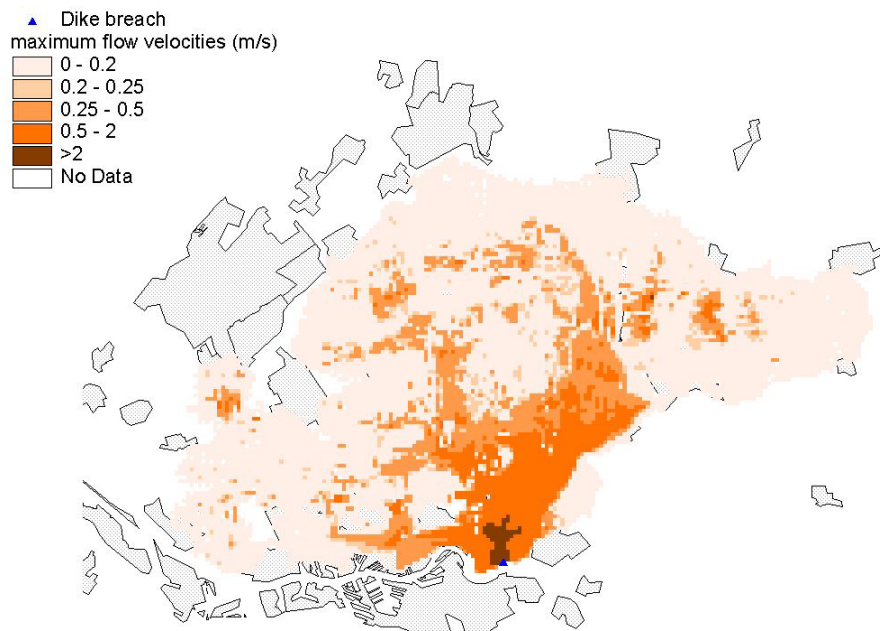 Dike breach
maximum flow velocities (m/s)
0 - 0.2
0.2 - 0.25
0.25 - 0.5
0.5 - 2
>2
No Data